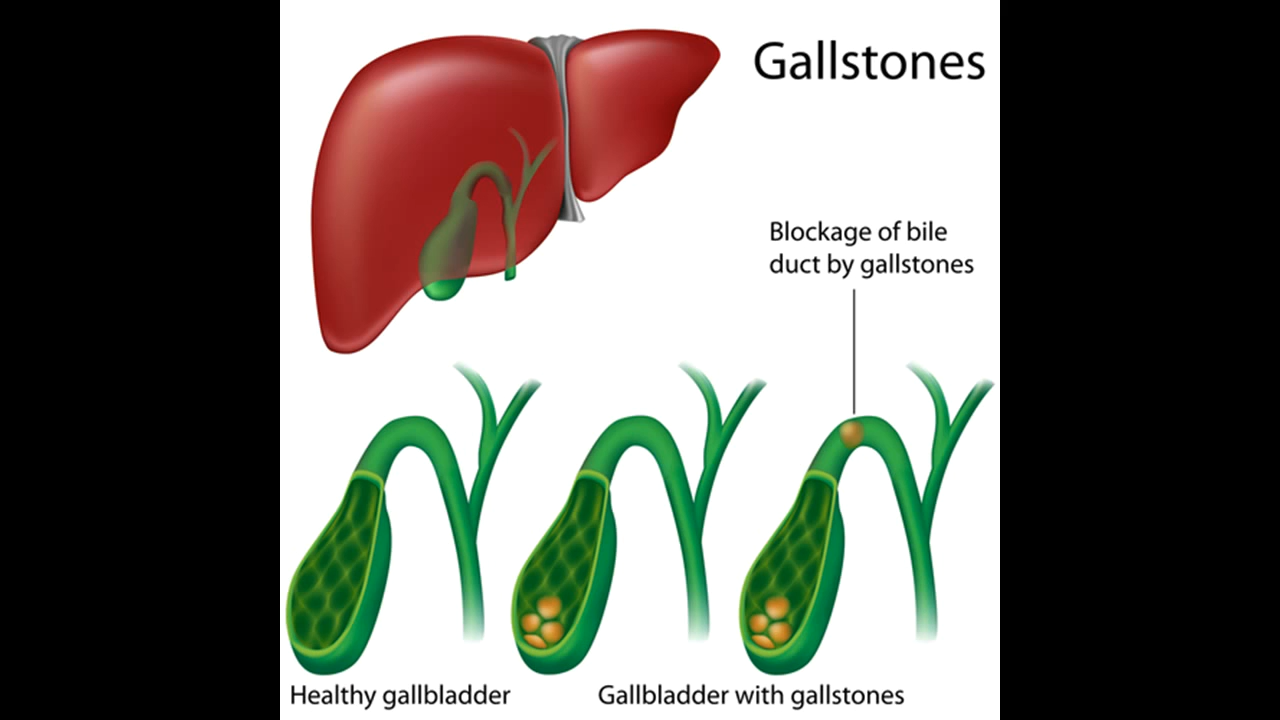 Gallstones
Blockage of bile
duct by gallstones
Healthy gallbladder
Gallbladder with gallstones